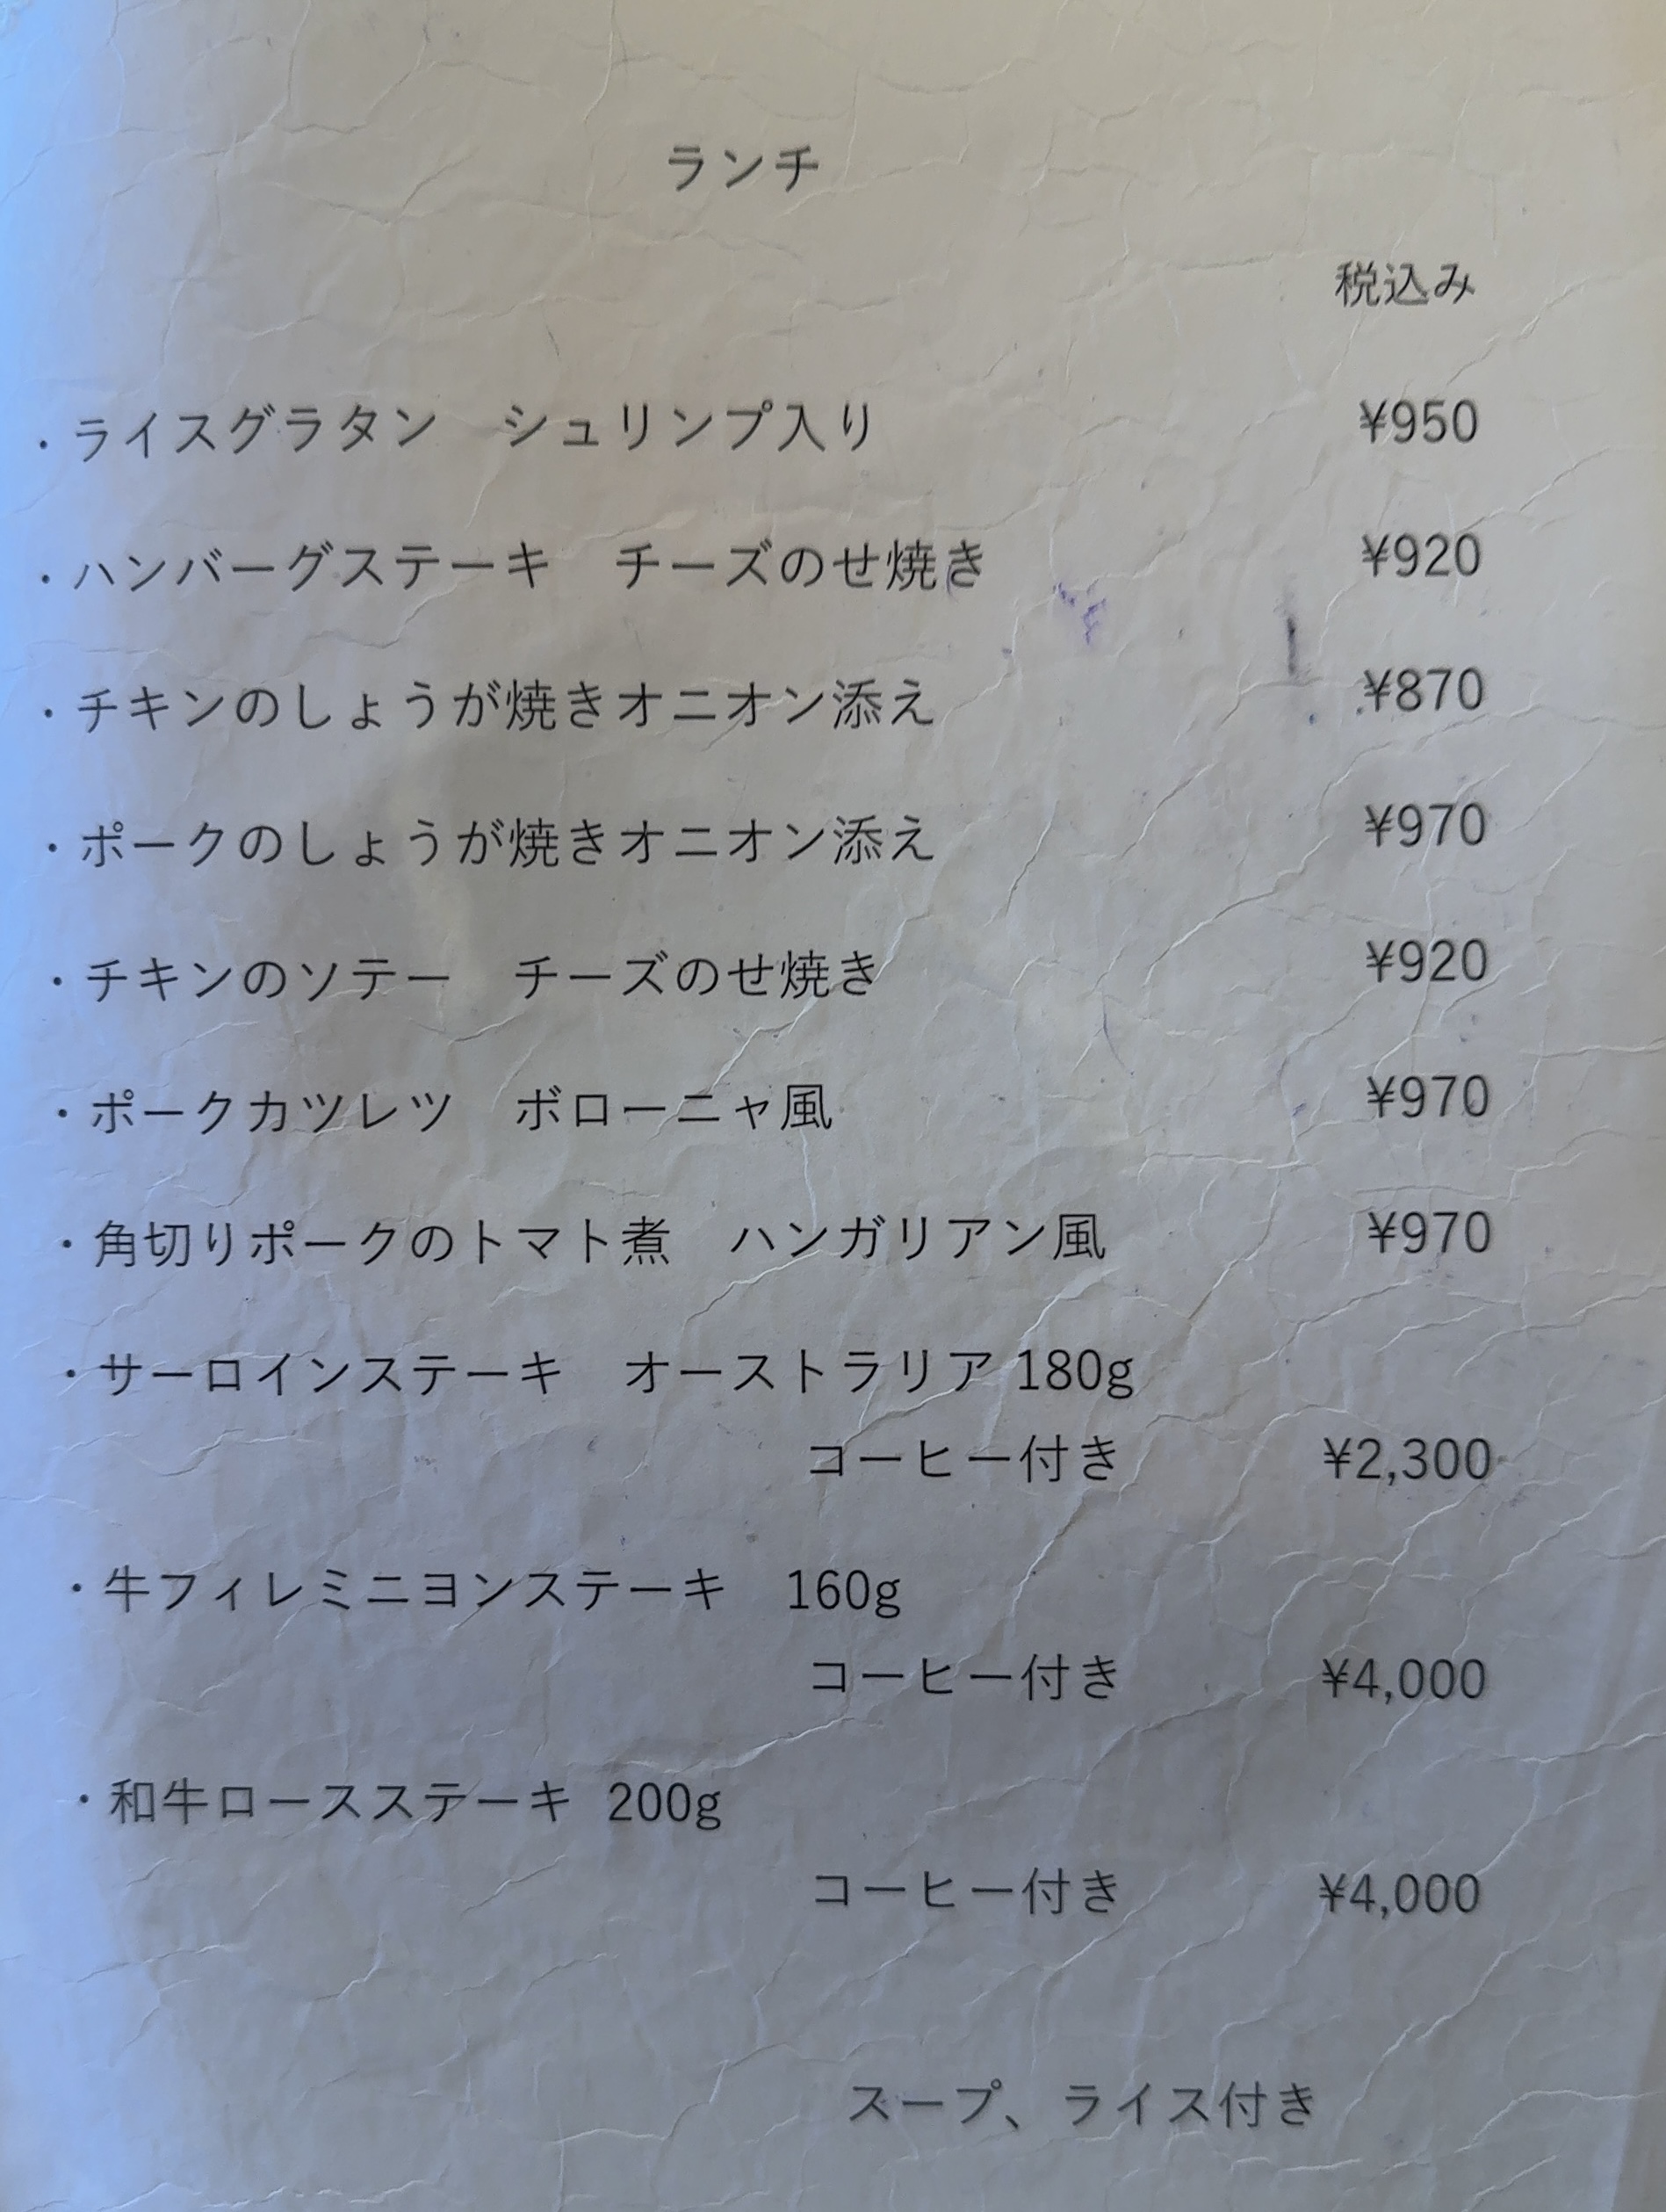 ランチ
税込み
・ライスグラタン　シュリンプ入り　¥950
・ハンバーグステーキ　チーズのせ焼き　¥920
・チキンのしょうが焼きオニオン添え　¥870
・ポークのしょうが焼きオニオン添え　¥970
・チキンのソテー　チーズのせ焼き　¥920
・ポークカツレツ　ボローニャ風　¥970
・角切りポークのトマト煮　ハンガリアン風　¥970
・サーロインステーキ　オーストラリア 180g
コーヒー付き　¥2,300
・牛フィレミニヨンステーキ　160g
コーヒー付き　¥4,000
・和牛ロースステーキ 200g
コーヒー付き　¥4,000
スープ、ライス付き